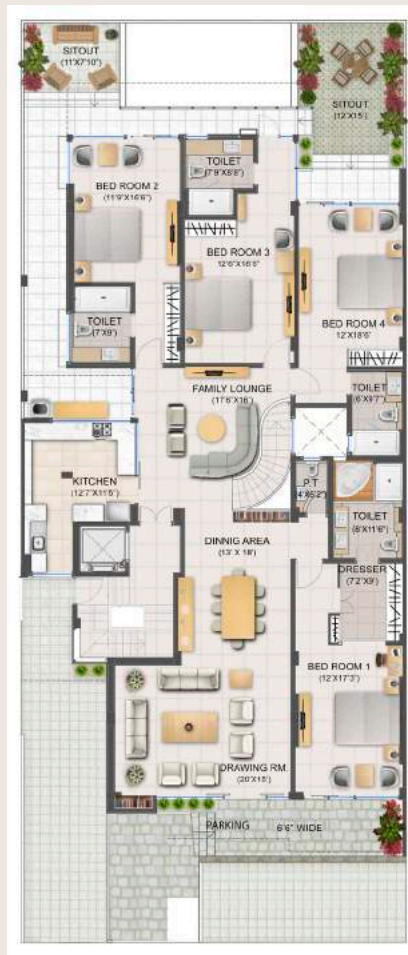 SITOUT
(11'X7'10")
SITOUT
(12'X15')
TOILET
(7'9"X8'8")
BED ROOM 2
(11'9"X16'6")
BED ROOM 3
12'6"X16'5"
BED ROOM 4
12'X18'6"
TOILET
(7'X9')
FAMILY LOUNGE
(17'6"X16')
TOILET
(6'X9'7")
KITCHEN
(12'7"X11'5")
P.T
(4'X6'2")
TOILET
(8'X11'6")
DINNIG AREA
(13' X 18')
DRESSER
(7'2"X9')
BED ROOM 1
(12'X17'3")
DRAWING RM.
(20'X15')
PARKING 6'6" WIDE